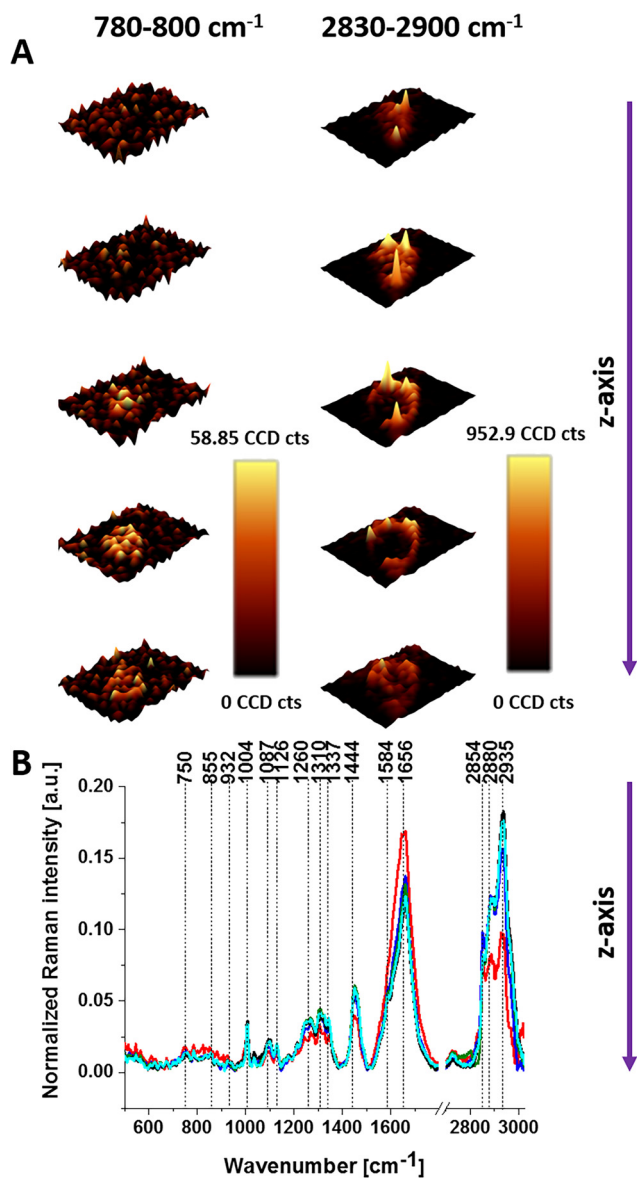 780-800 cm-1 2830-2900 cm-1
A
z-axis
58.85 CCD cts 952.9 CCD cts
0 CCD cts 0 CCD cts
B
750 855 932 1004 1087 1126 1260 1310 1337 1444 1584 1656 2854 2880 2935
0.20
0.15
0.10
0.05
0.00
Normalized Raman intensity [a.u.]
z-axis
600 800 1000 1200 1400 1600 2800 3000
Wavenumber [cm-1]